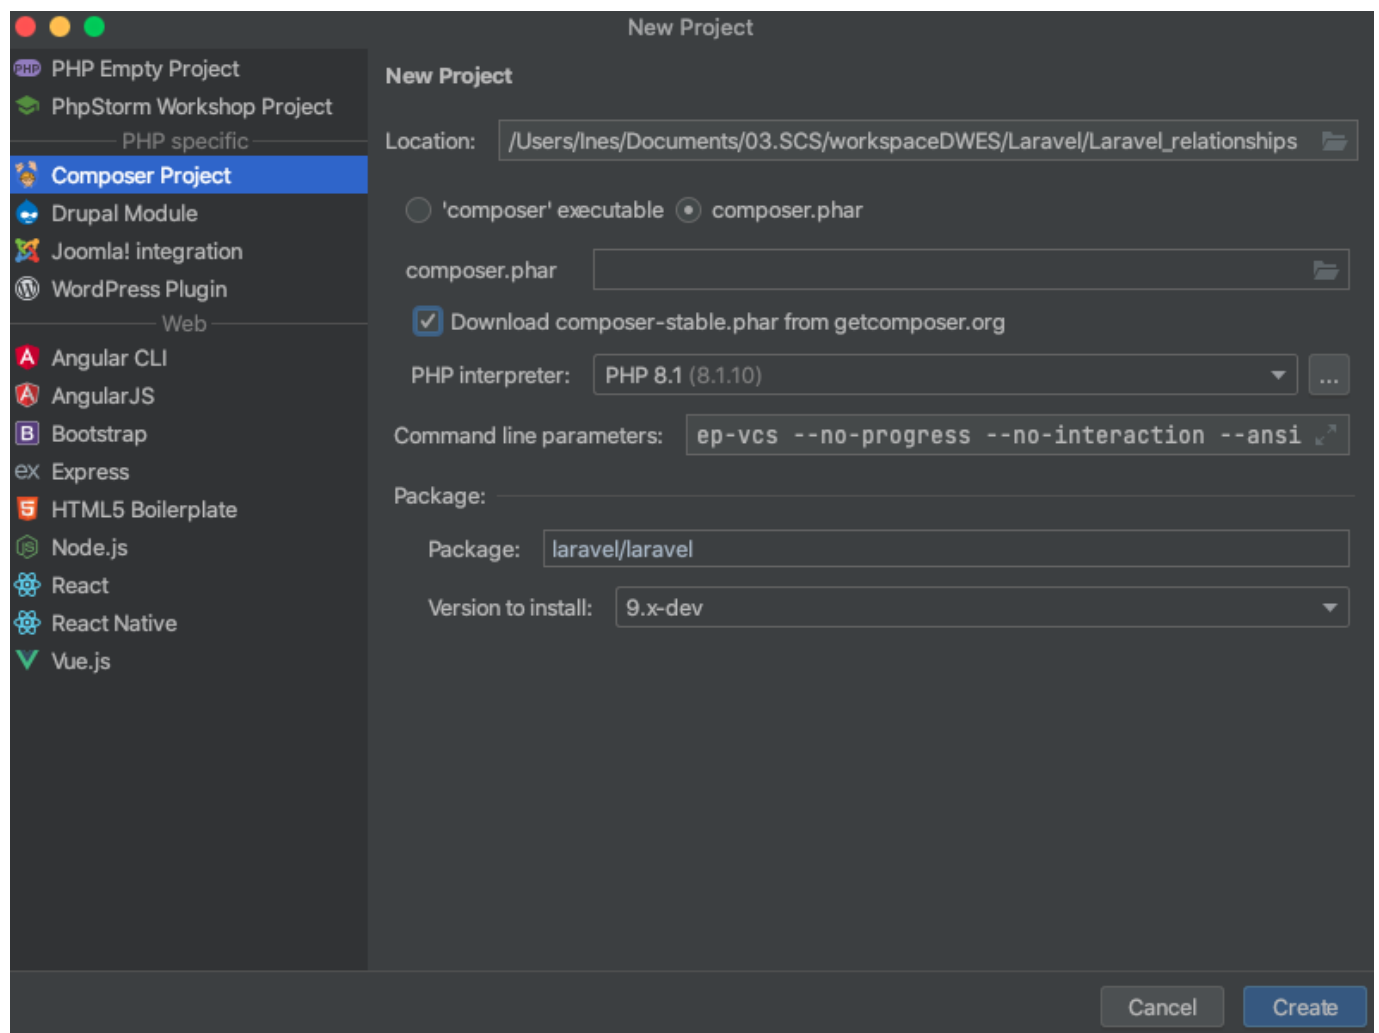 New Project
PHP Empty Project
PhpStorm Workshop Project
PHP specific
Composer Project
Drupal Module
Joomla! integration
WordPress Plugin
Web
Angular CLI
AngularJS
Bootstrap
ex Express
HTML5 Boilerplate
Node.js
React
React Native
Vue.js
New Project
Location: /Users/Ines/Documents/03.SCS/workspaceDWES/Laravel/Laravel_relationships
'composer' executable composer.phar
composer.phar
Download composer-stable.phar from getcomposer.org
PHP interpreter: PHP 8.1 (8.1.10) ...
Command line parameters: ep-vcs --no-progress --no-interaction --ansi
Package:
Package: laravel/laravel
Version to install: 9.x-dev
Cancel Create